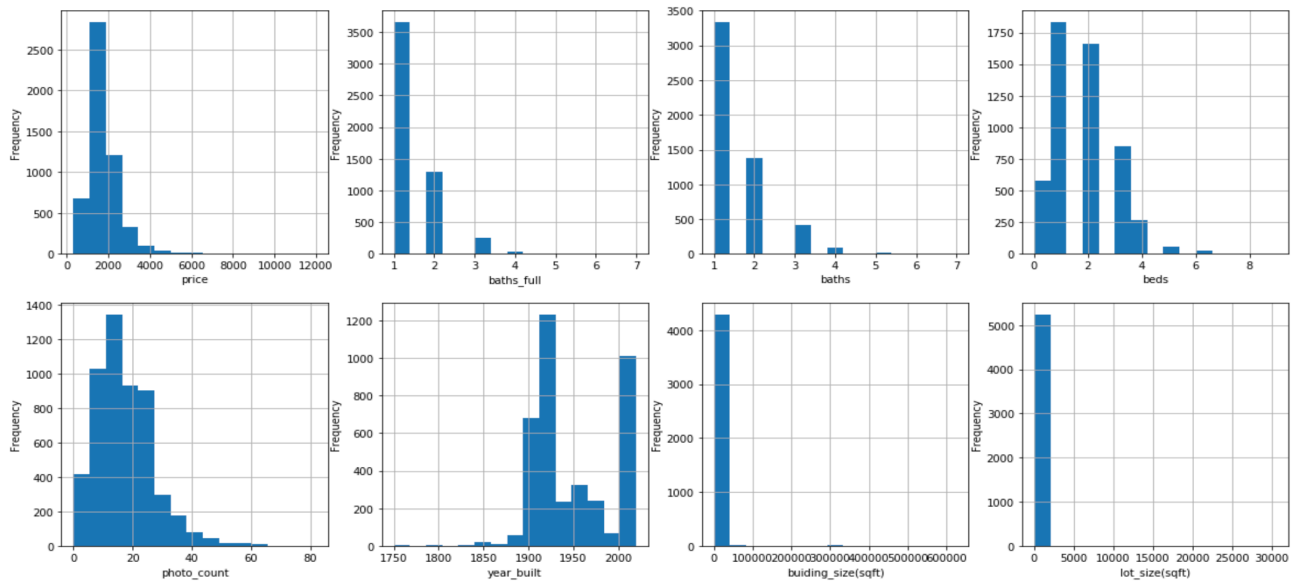 2500
2000
1500
1000
500
0
Frequency
0 2000 4000 6000 8000 10000 12000
price
3500
3000
2500
2000
1500
1000
500
0
Frequency
1 2 3 4 5 6 7
baths_full
3500
3000
2500
2000
1500
1000
500
0
Frequency
1 2 3 4 5 6 7
baths
1750
1500
1250
1000
750
500
250
0
Frequency
0 2 4 6 8
beds
1400
1200
1000
800
600
400
200
0
Frequency
0 20 40 60 80
photo_count
1200
1000
800
600
400
200
0
Frequency
1750 1800 1850 1900 1950 2000
year_built
4000
3000
2000
1000
0
Frequency
0 100000 200000 300000 400000 500000 600000
buiding_size(sqft)
5000
4000
3000
2000
1000
0
Frequency
0 5000 10000 15000 20000 25000 30000
lot_size(sqft)